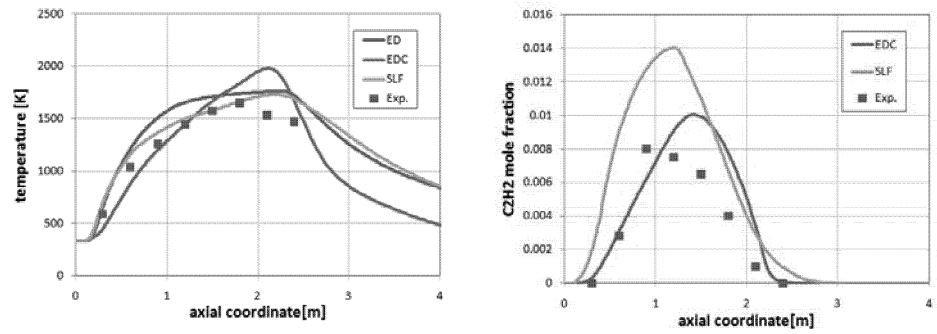 2500
2000
1500
1000
500
0
temperature [K]
0 1 2 3 4
axial coordinate[m]
ED
EDC
SLF
Exp.
0.016
0.014
0.012
0.01
0.008
0.006
0.004
0.002
0
C2H2 mole fraction
0 1 2 3 4
axial coordinate[m]
EDC
SLF
Exp.